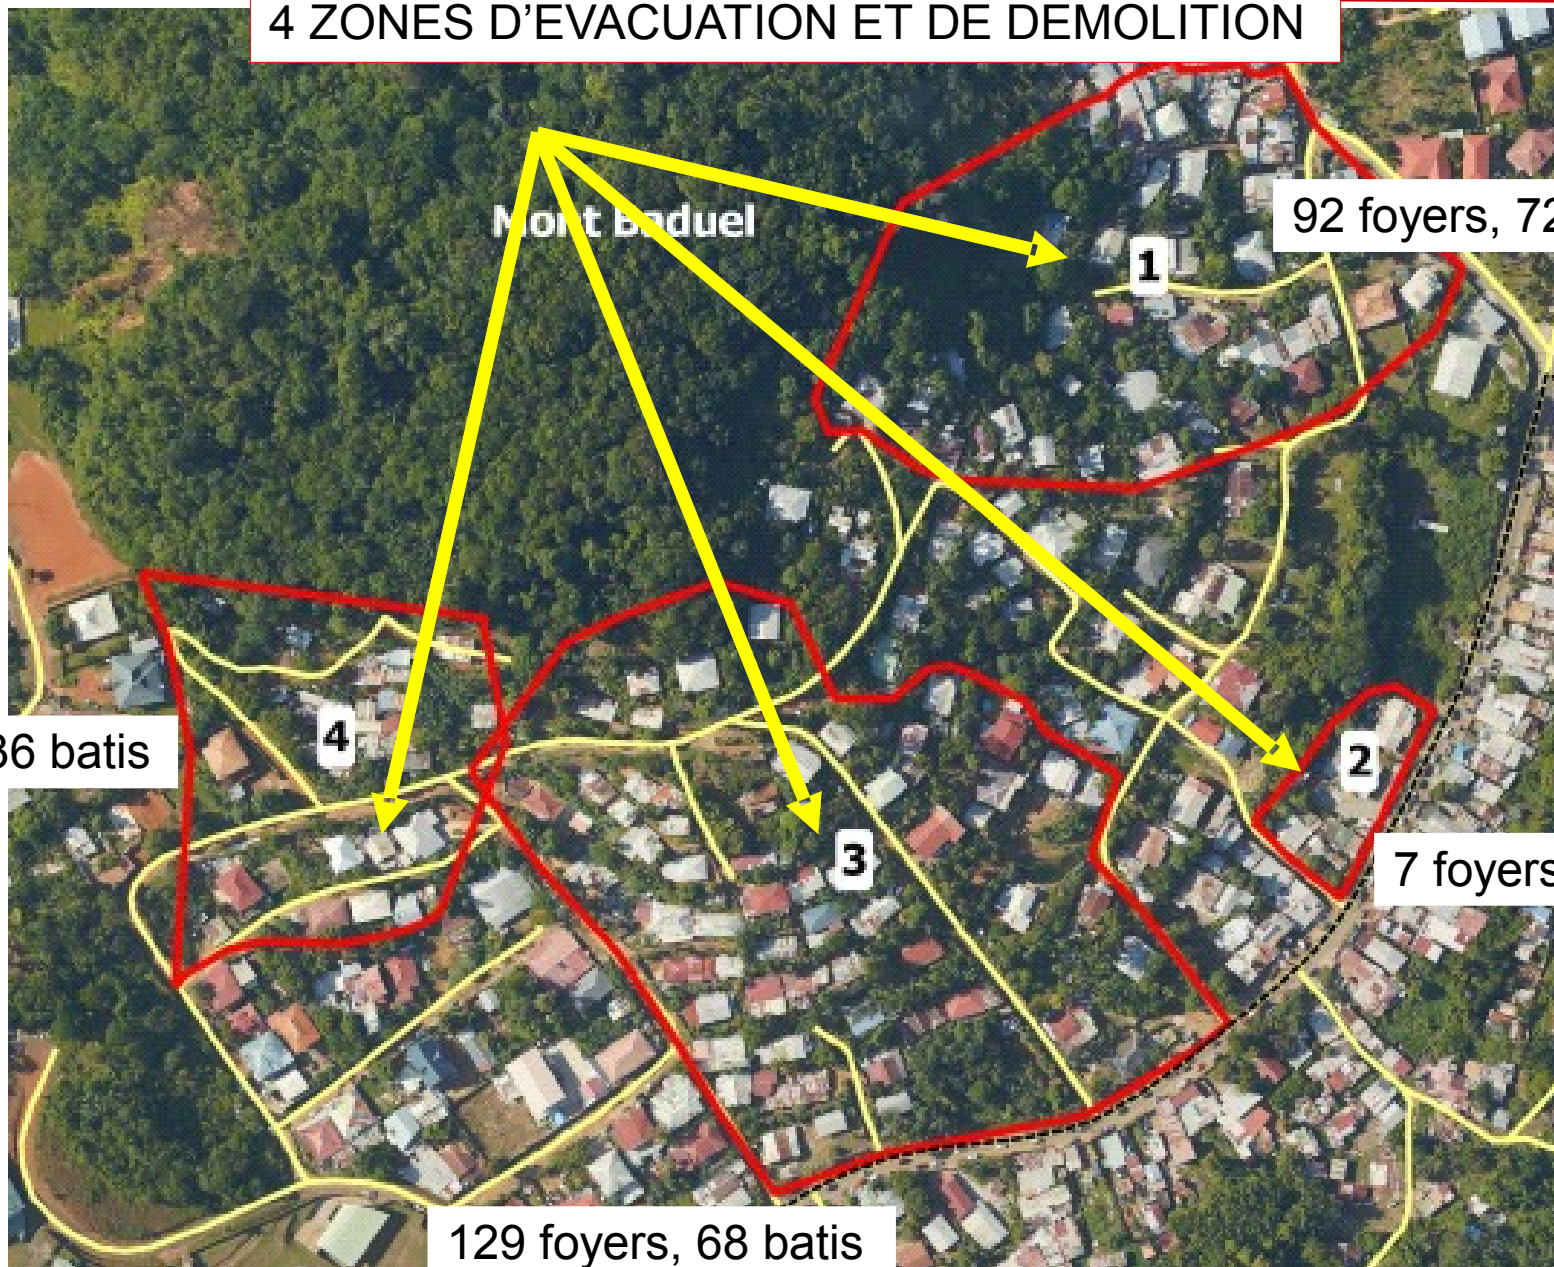 4 ZONES D'EVACUATION ET DE DEMOLITION
Mont Baduel
92 foyers, 72
1
4
36 batis
2
3
7 foyers
129 foyers, 68 batis